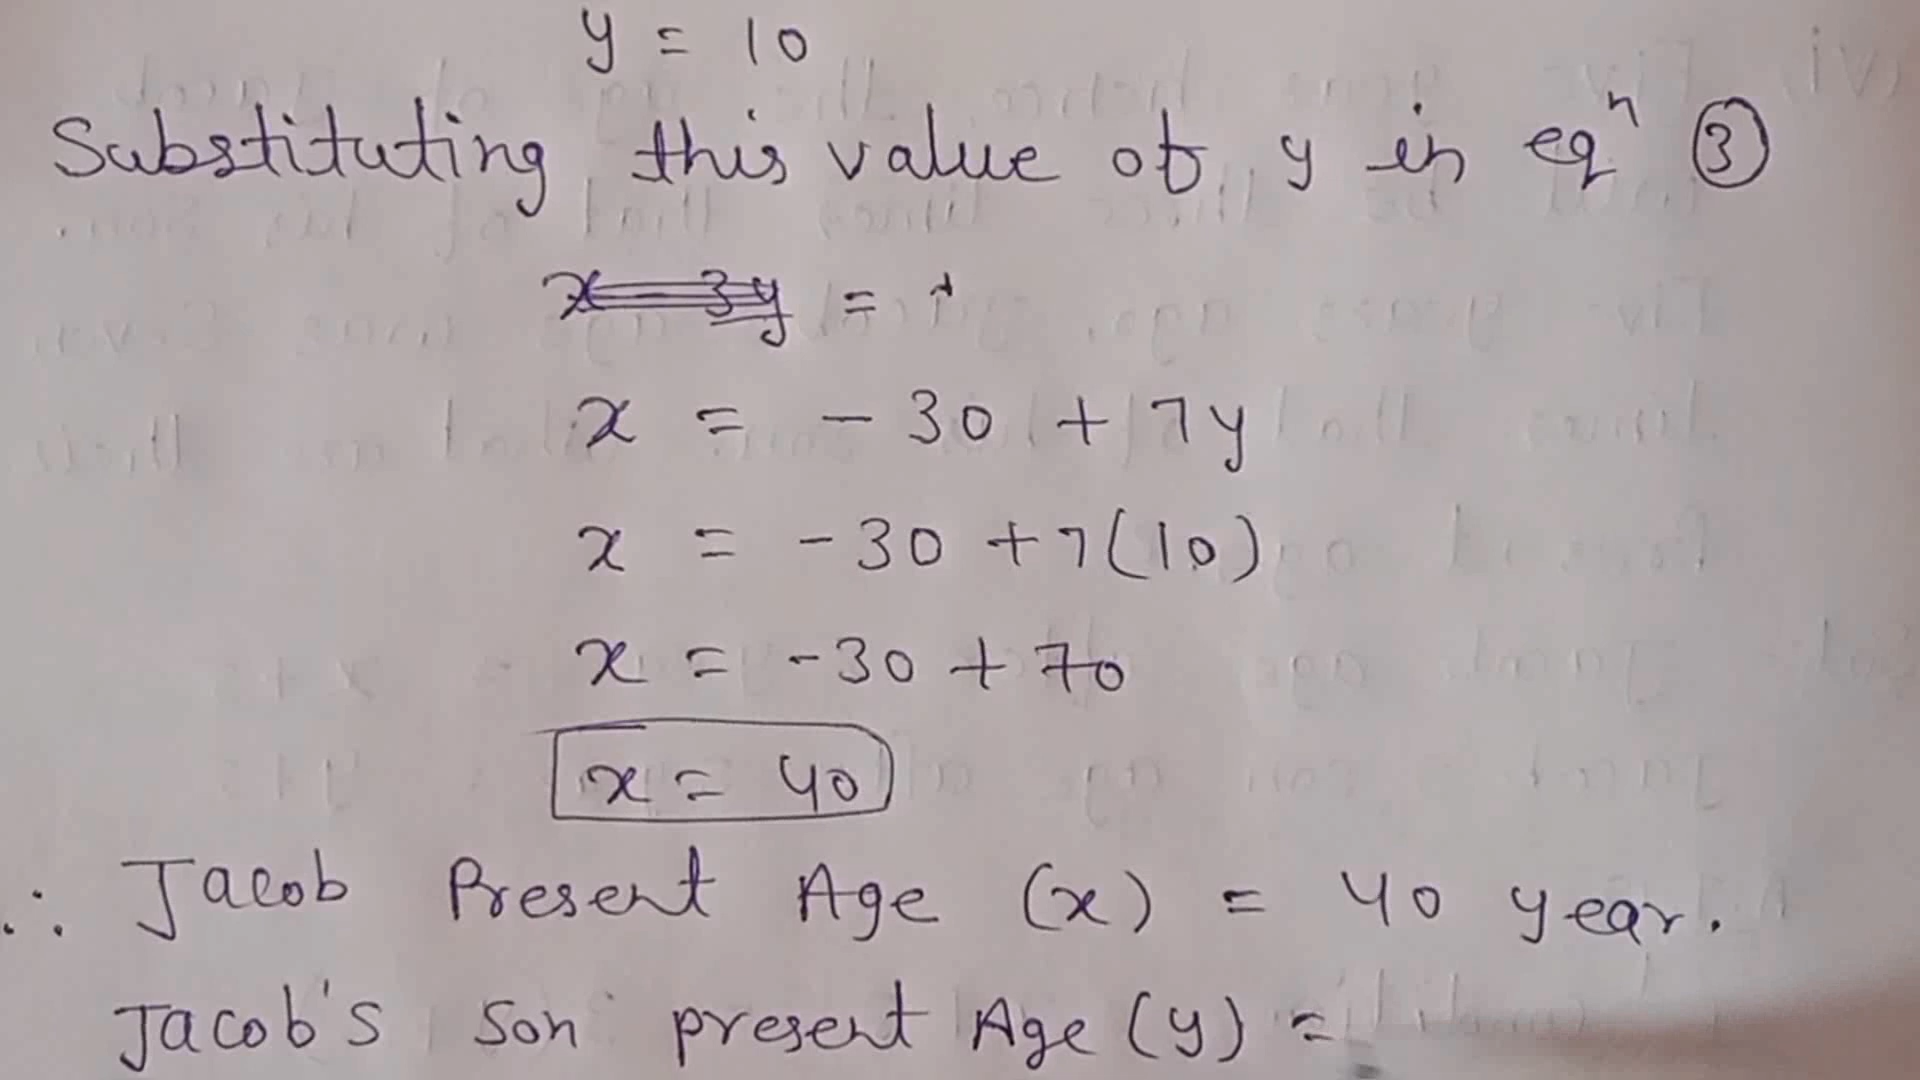 y = 10
Substituting this value of y in eqⁿ ③
x - 3y =
x = - 30 + 7y
x = -30 + 7(10)
x = -30 + 70
x = 40
∴ Jacob Present Age (x) = 40 year.
Jacob's son present Age (y) =